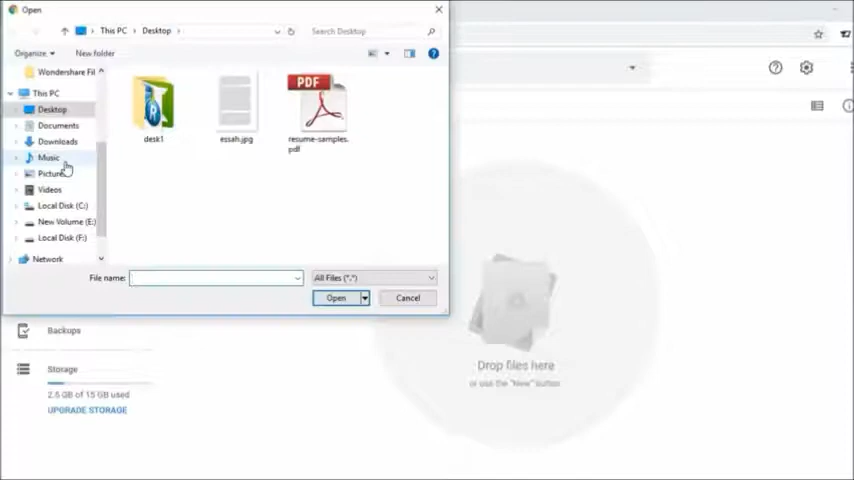 Open
This PC
Desktop
Search Desktop
Organize
New folder
Wondershare Fil
This PC
Desktop
Documents
Downloads
Music
Pictures
Videos
Local Disk (C:)
New Volume (E:)
Local Disk (F:)
Network
desk1
essah.jpg
PDF
resume-samples.
pdf
File name:
All Files (*.*)
Open
Cancel
Backups
Storage
2.5 GB of 15 GB used
UPGRADE STORAGE
Drop files here
or use the "New" button